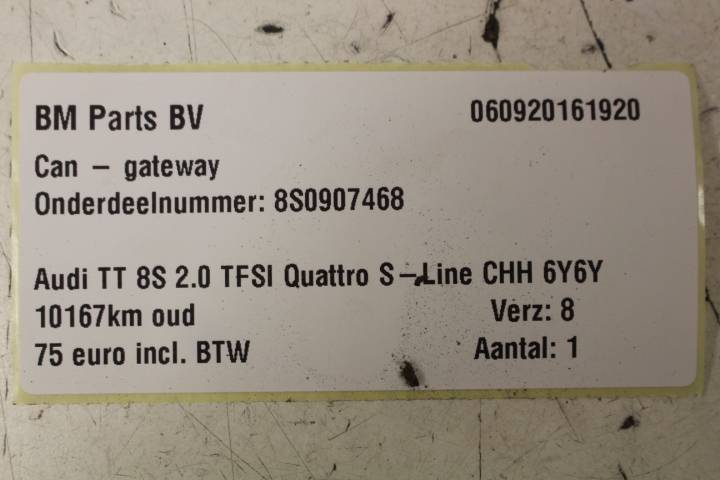 BM Parts BV 060920161920
Can – gateway
Onderdeelnummer: 8S0907468
Audi TT 8S 2.0 TFSI Quattro S–Line CHH 6Y6Y
10167km oud Verz: 8
75 euro incl. BTW Aantal: 1